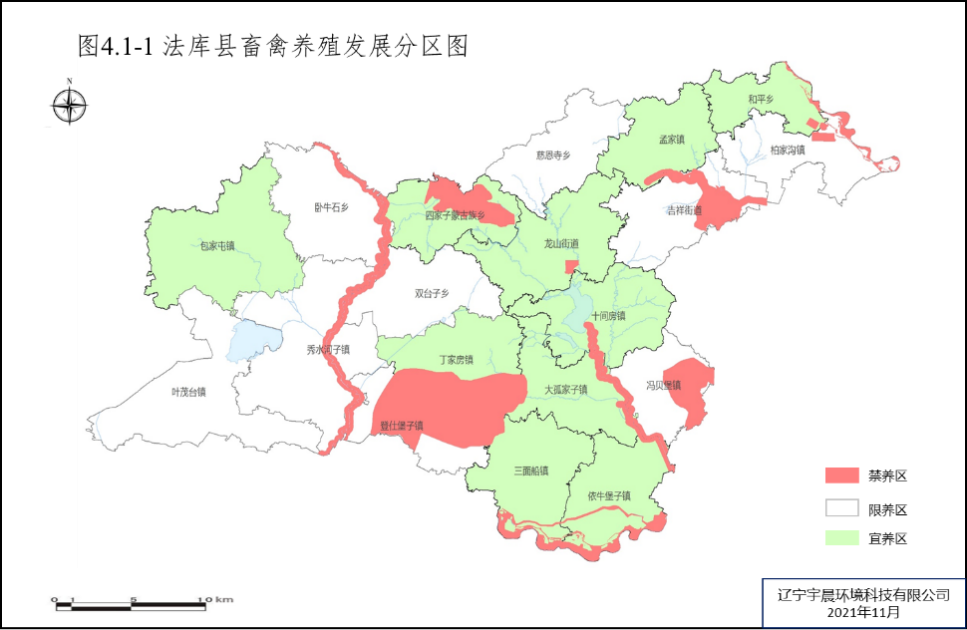 图4.1-1 法库县畜禽养殖发展分区图
N
和平乡
孟家镇
柏家沟镇
慈恩寺乡
卧牛石乡
四家子蒙古族乡
吉祥街道
包家屯镇
龙山街道
双台子乡
十间房镇
秀水河子镇
丁家房镇
叶茂台镇
大孤家子镇
冯贝堡镇
登仕堡子镇
三面船镇
依牛堡子镇
禁养区
限养区
宜养区
0 1 5 10 km
辽宁宇晨环境科技有限公司
2021年11月